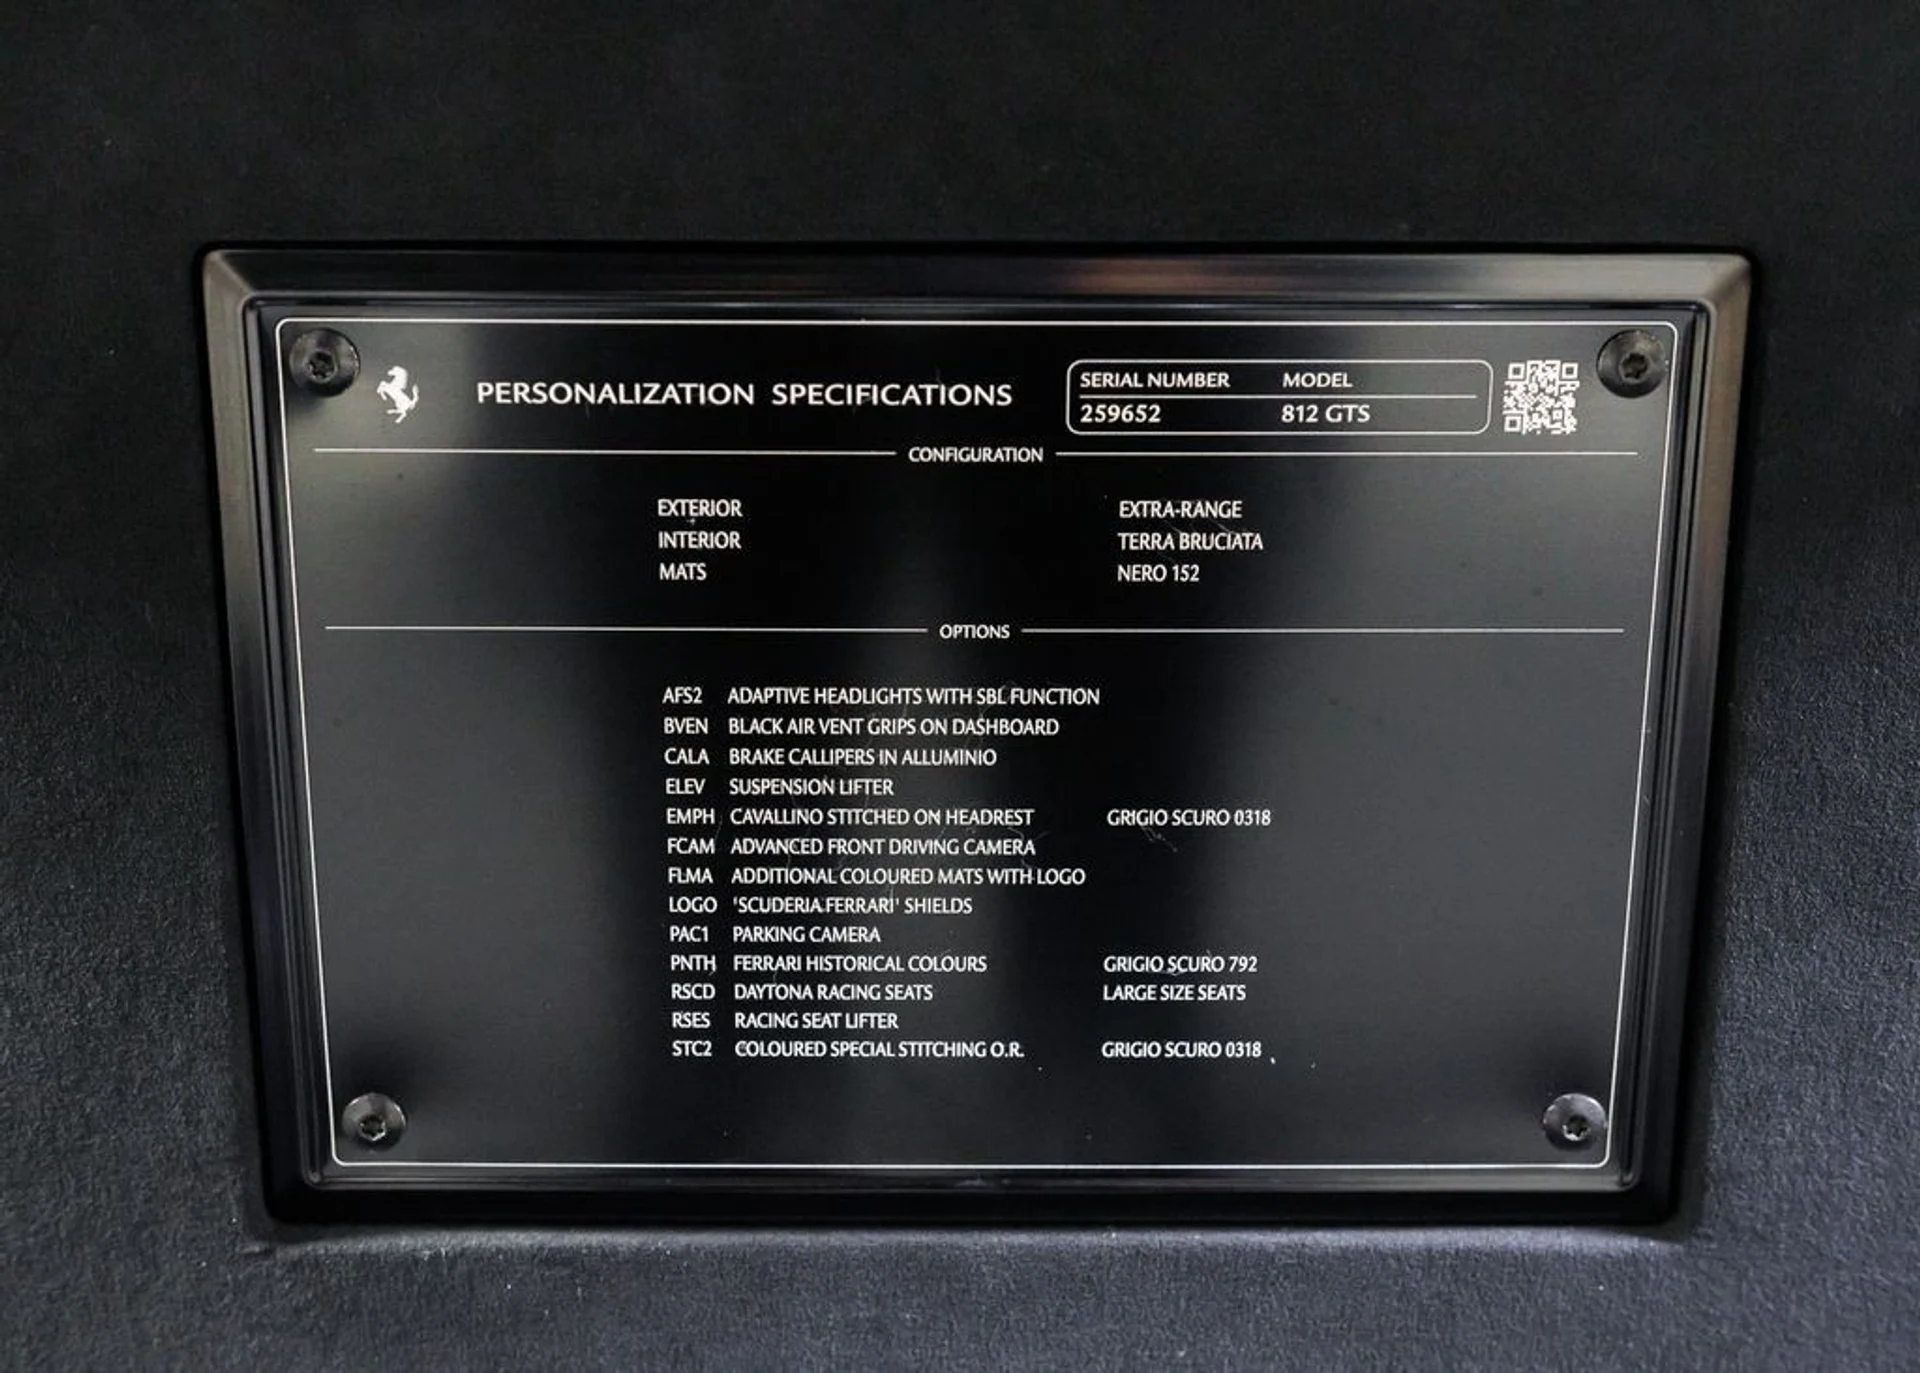 PERSONALIZATION SPECIFICATIONS
SERIAL NUMBER MODEL
259652 812 GTS
CONFIGURATION
EXTERIOR EXTRA-RANGE
INTERIOR TERRA BRUCIATA
MATS NERO 152
OPTIONS
AFS2 ADAPTIVE HEADLIGHTS WITH SBL FUNCTION
BVEN BLACK AIR VENT GRIPS ON DASHBOARD
CALA BRAKE CALLIPERS IN ALLUMINIO
ELEV SUSPENSION LIFTER
EMPH CAVALLINO STITCHED ON HEADREST GRIGIO SCURO 0318
FCAM ADVANCED FRONT DRIVING CAMERA
FLMA ADDITIONAL COLOURED MATS WITH LOGO
LOGO 'SCUDERIA FERRARI' SHIELDS
PAC1 PARKING CAMERA
PNTH FERRARI HISTORICAL COLOURS GRIGIO SCURO 792
RSCD DAYTONA RACING SEATS LARGE SIZE SEATS
RSES RACING SEAT LIFTER
STC2 COLOURED SPECIAL STITCHING O.R. GRIGIO SCURO 0318